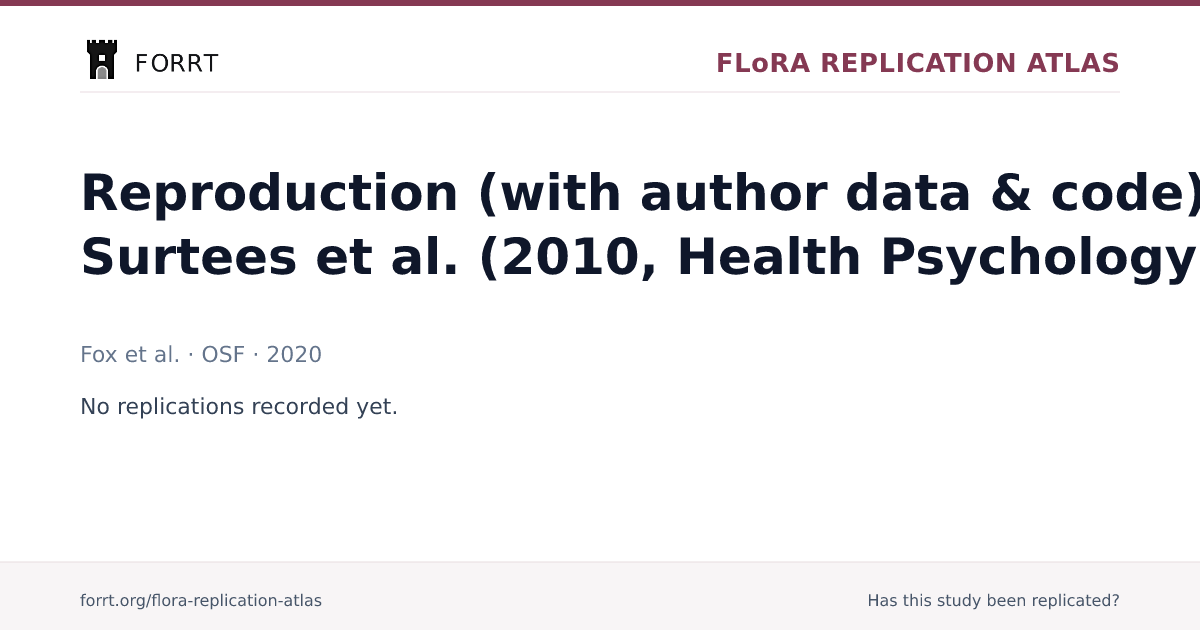 FORRT
FLoRA REPLICATION ATLAS
Reproduction (with author data & code)
Surtees et al. (2010, Health Psychology
Fox et al. · OSF · 2020
No replications recorded yet.
forrt.org/flora-replication-atlas
Has this study been replicated?